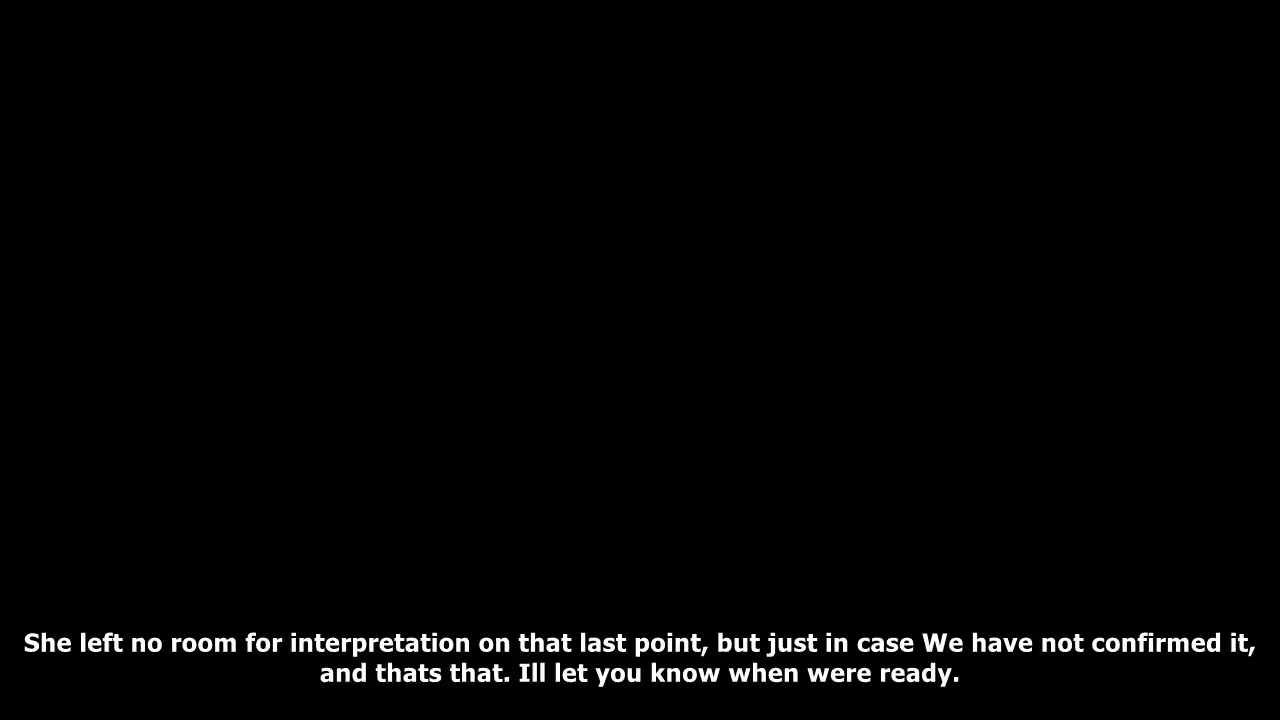 She left no room for interpretation on that last point, but just in case We have not confirmed it,
and thats that. Ill let you know when were ready.